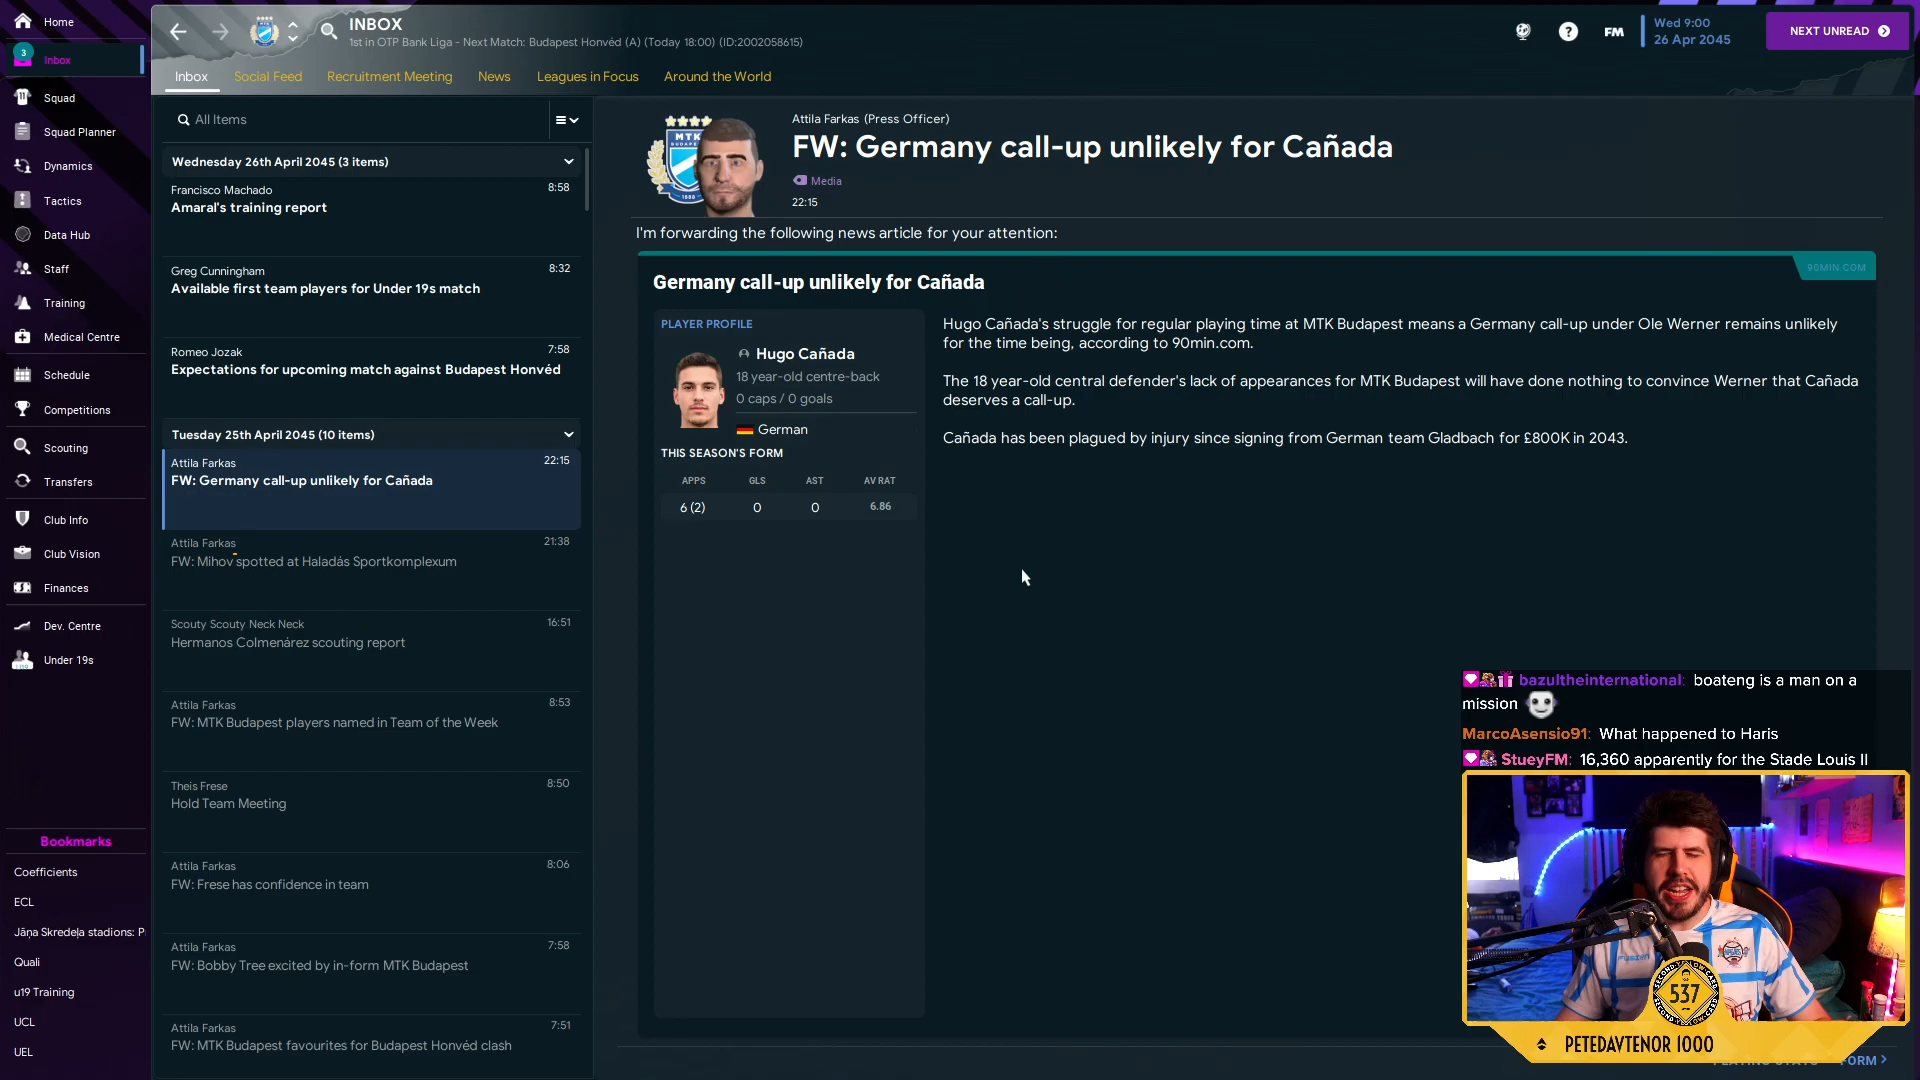 Home
INBOX
1st in OTP Bank Liga - Next Match: Budapest Honvéd (A) (Today 18:00) (ID:2002058615)
FM
Wed 9:00
26 Apr 2045
NEXT UNREAD
3
Inbox
Inbox
Social Feed
Recruitment Meeting
News
Leagues in Focus
Around the World
Squad
Squad Planner
Dynamics
Tactics
Data Hub
Staff
Training
Medical Centre
Schedule
Competitions
Scouting
Transfers
Club Info
Club Vision
Finances
Dev. Centre
Under 19s
Bookmarks
Coefficients
ECL
Jāņa Skredeļa stadions: P
Quali
u19 Training
UCL
UEL
All Items
Wednesday 26th April 2045 (3 items)
Francisco Machado 8:58
Amaral's training report
Greg Cunningham 8:32
Available first team players for Under 19s match
Romeo Jozak 7:58
Expectations for upcoming match against Budapest Honvéd
Tuesday 25th April 2045 (10 items)
Attila Farkas 22:15
FW: Germany call-up unlikely for Cañada
Attila Farkas 21:38
FW: Mihov spotted at Haladás Sportkomplexum
Scouty Scouty Neck Neck 16:51
Hermanos Colmenárez scouting report
Attila Farkas 8:53
FW: MTK Budapest players named in Team of the Week
Theis Frese 8:50
Hold Team Meeting
Attila Farkas 8:06
FW: Frese has confidence in team
Attila Farkas 7:58
FW: Bobby Tree excited by in-form MTK Budapest
Attila Farkas 7:51
FW: MTK Budapest favourites for Budapest Honvéd clash
MTK
Attila Farkas (Press Officer)
FW: Germany call-up unlikely for Cañada
Media
22:15
I'm forwarding the following news article for your attention:
90MIN.COM
Germany call-up unlikely for Cañada
PLAYER PROFILE
Hugo Cañada
18 year-old centre-back
0 caps / 0 goals
German
THIS SEASON'S FORM
APPS GLS AST AV RAT
6 (2) 0 0 6.86
Hugo Cañada's struggle for regular playing time at MTK Budapest means a Germany call-up under Ole Werner remains unlikely
for the time being, according to 90min.com.
The 18 year-old central defender's lack of appearances for MTK Budapest will have done nothing to convince Werner that Cañada
deserves a call-up.
Cañada has been plagued by injury since signing from German team Gladbach for £800K in 2043.
bazultheinternational: boateng is a man on a
mission
MarcoAsensio91: What happened to Haris
StueyFM: 16,360 apparently for the Stade Louis II
SECOND YELLOW CARD
537
PETEDAVTENOR 1000
FORM